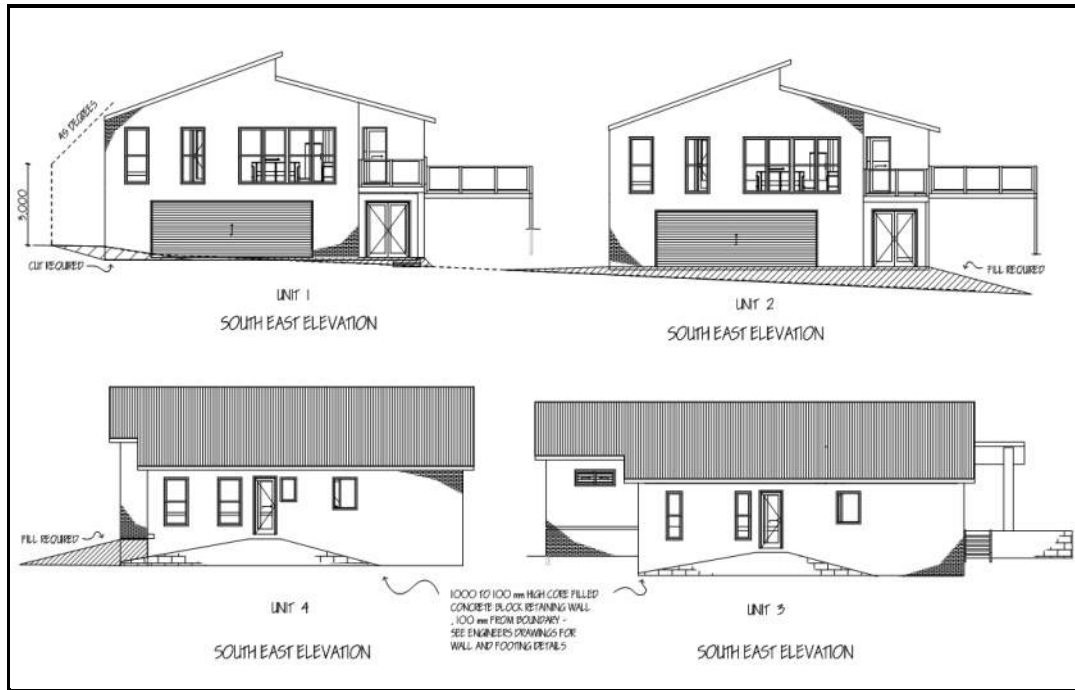 45 DEGREES
3.000
CUT REQUIRED
UNIT 1
SOUTH EAST ELEVATION
FILL REQUIRED
UNIT 2
SOUTH EAST ELEVATION
FILL REQUIRED
UNIT 4
SOUTH EAST ELEVATION
1000 TO 100 mm HIGH CORE FILLED
CONCRETE BLOCK RETAINING WALL
, 100 mm FROM BOUNDARY -
SEE ENGINEERS DRAWINGS FOR
WALL AND FOOTING DETAILS
UNIT 3
SOUTH EAST ELEVATION